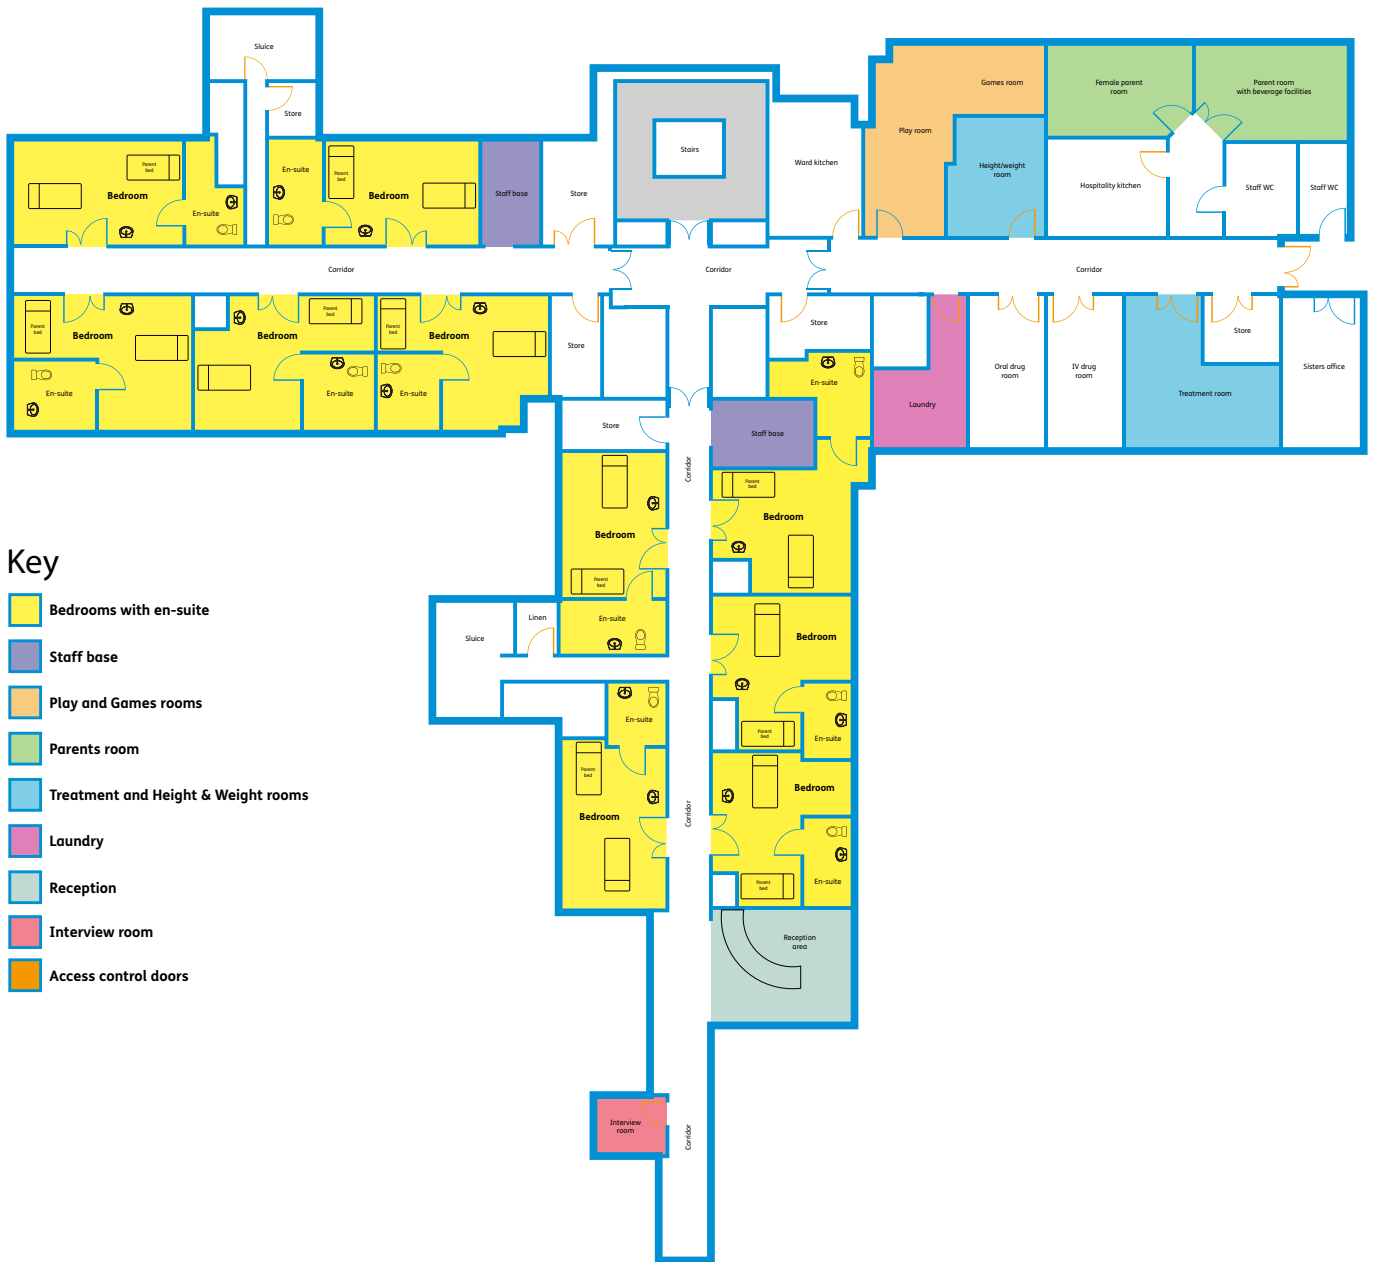 Sluice
Store
Games room
Female parent
room
Parent room
with beverage facilities
Play room
Stairs
Ward kitchen
Parent
bed
Bedroom
En-suite
En-suite
Parent
bed
Bedroom
Staff base
Store
Height/weight
room
Hospitality kitchen
Staff WC
Staff WC
Corridor
Corridor
Corridor
Parent
bed
Bedroom
En-suite
Bedroom
Parent
bed
En-suite
Parent
bed
Bedroom
En-suite
Store
Store
En-suite
Laundry
Oral drug
room
IV drug
room
Store
Treatment room
Sisters office
Store
Staff base
Corridor
Parent
bed
Bedroom
Bedroom
Parent
bed
En-suite
Linen
Sluice
Bedroom
Parent
bed
En-suite
En-suite
Parent
bed
Bedroom
Corridor
Bedroom
Parent
bed
En-suite
Reception
area
Interview
room
Corridor
Key
Bedrooms with en-suite
Staff base
Play and Games rooms
Parents room
Treatment and Height & Weight rooms
Laundry
Reception
Interview room
Access control doors